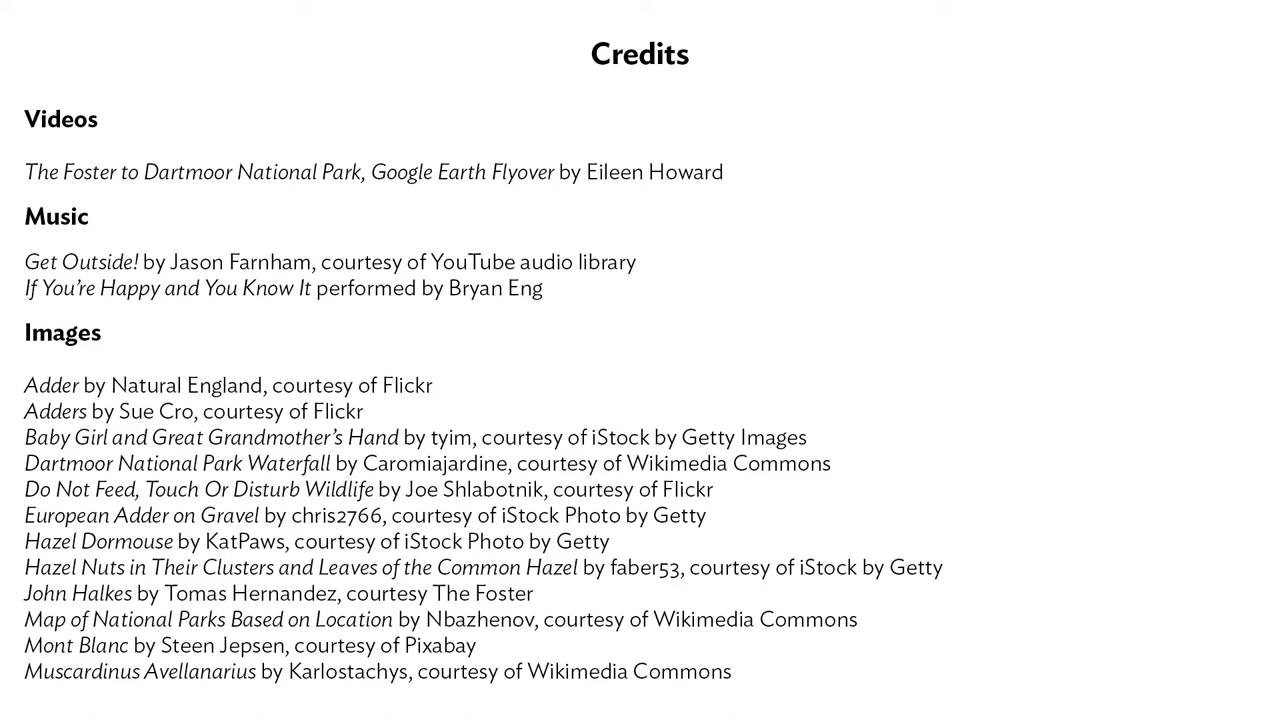 Credits
Videos
The Foster to Dartmoor National Park, Google Earth Flyover by Eileen Howard
Music
Get Outside! by Jason Farnham, courtesy of YouTube audio library
If You’re Happy and You Know It performed by Bryan Eng
Images
Adder by Natural England, courtesy of Flickr
Adders by Sue Cro, courtesy of Flickr
Baby Girl and Great Grandmother’s Hand by tyim, courtesy of iStock by Getty Images
Dartmoor National Park Waterfall by Caromiajardine, courtesy of Wikimedia Commons
Do Not Feed, Touch Or Disturb Wildlife by Joe Shlabotnik, courtesy of Flickr
European Adder on Gravel by chris2766, courtesy of iStock Photo by Getty
Hazel Dormouse by KatPaws, courtesy of iStock Photo by Getty
Hazel Nuts in Their Clusters and Leaves of the Common Hazel by faber53, courtesy of iStock by Getty
John Halkes by Tomas Hernandez, courtesy The Foster
Map of National Parks Based on Location by Nbazhenov, courtesy of Wikimedia Commons
Mont Blanc by Steen Jepsen, courtesy of Pixabay
Muscardinus Avellanarius by Karlostachys, courtesy of Wikimedia Commons